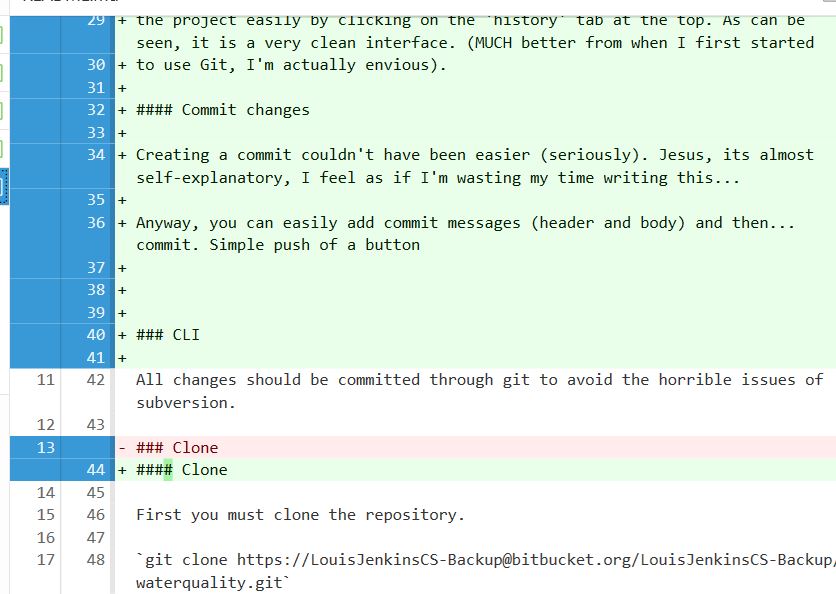 29 the project easily by clicking on the `history` tab at the top. As can be
seen, it is a very clean interface. (MUCH better from when I first started
30 + to use Git, I'm actually envious).
31 +
32 + #### Commit changes
33 +
34 + Creating a commit couldn't have been easier (seriously). Jesus, its almost
self-explanatory, I feel as if I'm wasting my time writing this...
35 +
36 + Anyway, you can easily add commit messages (header and body) and then...
commit. Simple push of a button
37 +
38 +
39 +
40 + ### CLI
41 +
11 42 All changes should be committed through git to avoid the horrible issues of
subversion.
12 43
13 - ### Clone
44 + #### Clone
14 45
15 46 First you must clone the repository.
16 47
17 48 `git clone https://LouisJenkinsCS-Backup@bitbucket.org/LouisJenkinsCS-Backup/
waterquality.git`